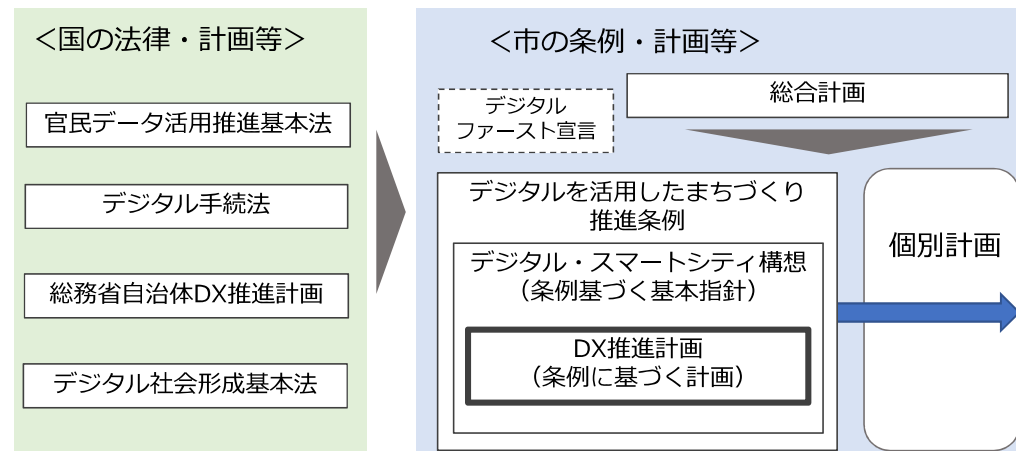 ＜国の法律・計画等＞
官民データ活用推進基本法
デジタル手続法
総務省自治体DX推進計画
デジタル社会形成基本法
＜市の条例・計画等＞
デジタル
ファースト宣言
総合計画
デジタルを活用したまちづくり
推進条例
デジタル・スマートシティ構想
（条例基づく基本指針）
DX推進計画
（条例に基づく計画）
個別計画